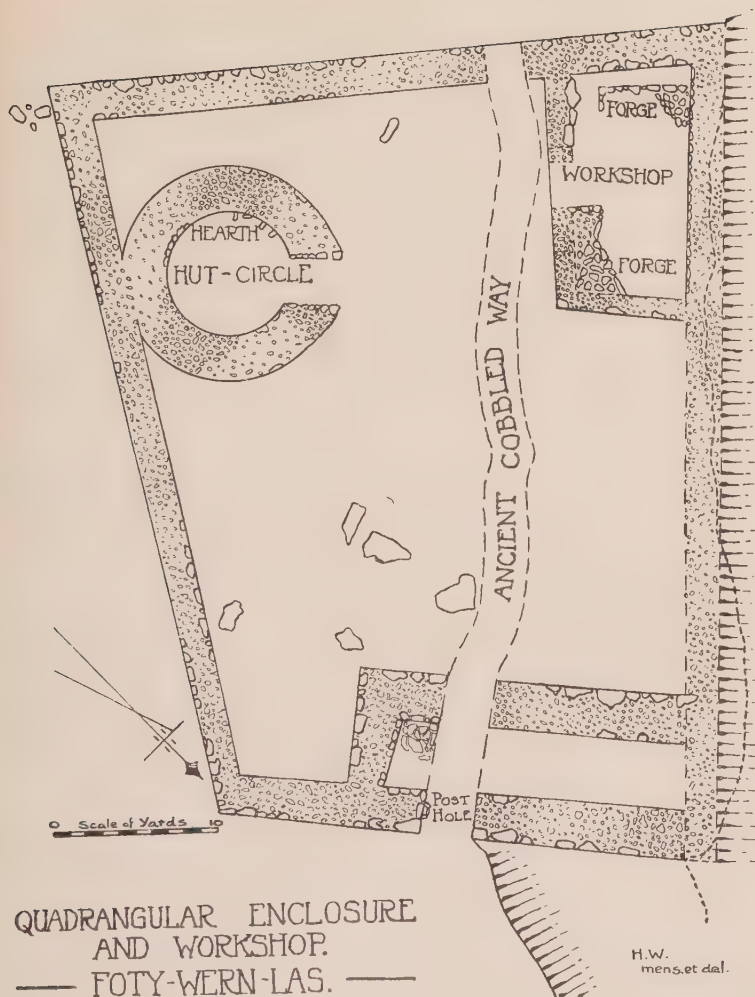 FORGE
WORKSHOP
FORGE
HEARTH
HUT-CIRCLE
ANCIENT COBBLED WAY
POST
HOLE
0 Scale of Yards 10
QUADRANGULAR ENCLOSURE
AND WORKSHOP.
— FOTY-WERN-LAS. —
H.W.
mens. et del.